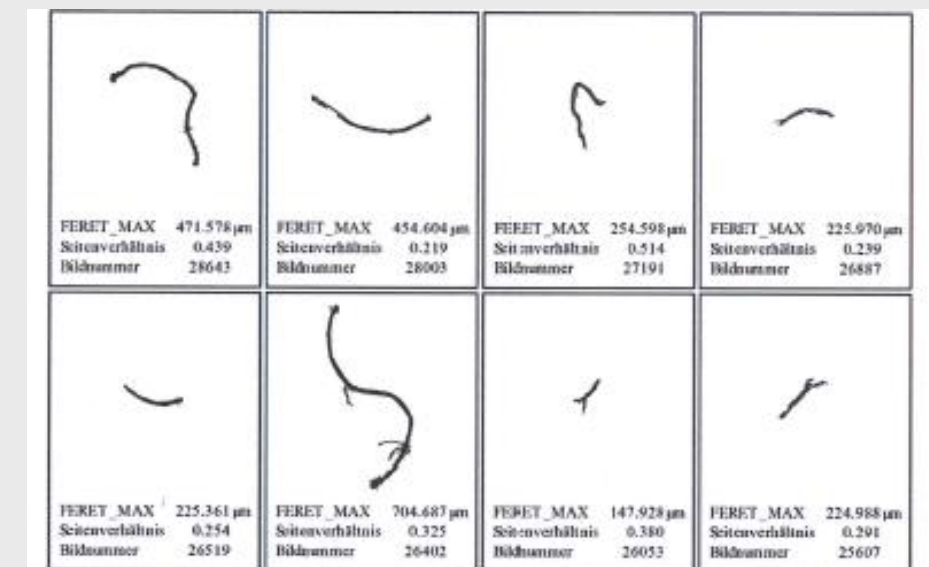 FERET_MAX 471.578 µm
Seitenverhältnis 0.439
Bildnummer 28643
FERET_MAX 454.604 µm
Seitenverhältnis 0.219
Bildnummer 28003
FERET_MAX 254.598 µm
Seitenverhältnis 0.514
Bildnummer 27191
FERET_MAX 225.970 µm
Seitenverhältnis 0.239
Bildnummer 26887
FERET_MAX 225.361 µm
Seitenverhältnis 0.254
Bildnummer 26519
FERET_MAX 704.687 µm
Seitenverhältnis 0.325
Bildnummer 26402
FERET_MAX 147.928 µm
Seitenverhältnis 0.380
Bildnummer 26053
FERET_MAX 224.988 µm
Seitenverhältnis 0.291
Bildnummer 25607